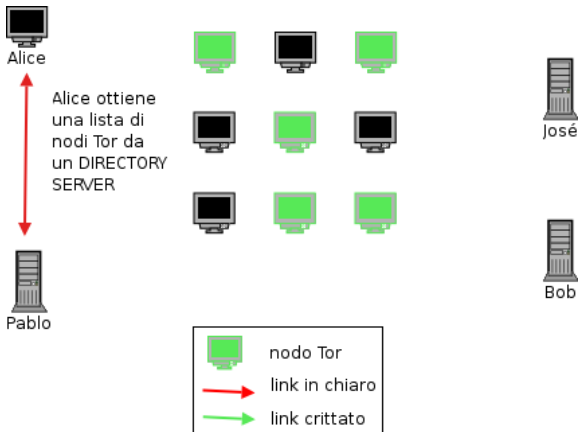 Alice
Alice ottiene
una lista di
nodi Tor da
un DIRECTORY
SERVER
José
Pablo
Bob
nodo Tor
link in chiaro
link crittato